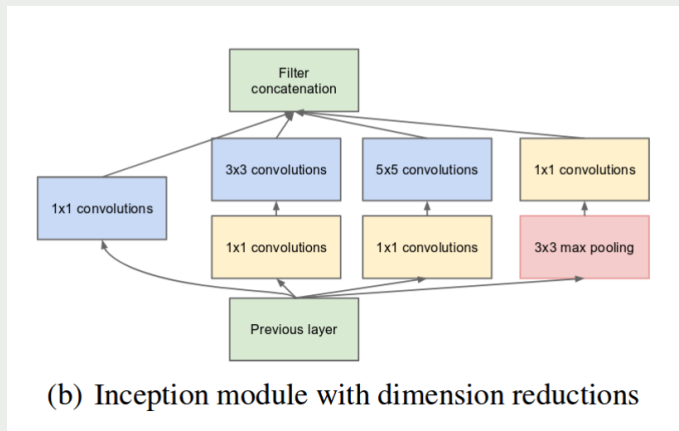 Filter
concatenation
3x3 convolutions
5x5 convolutions
1x1 convolutions
1x1 convolutions
1x1 convolutions
1x1 convolutions
3x3 max pooling
Previous layer
(b) Inception module with dimension reductions